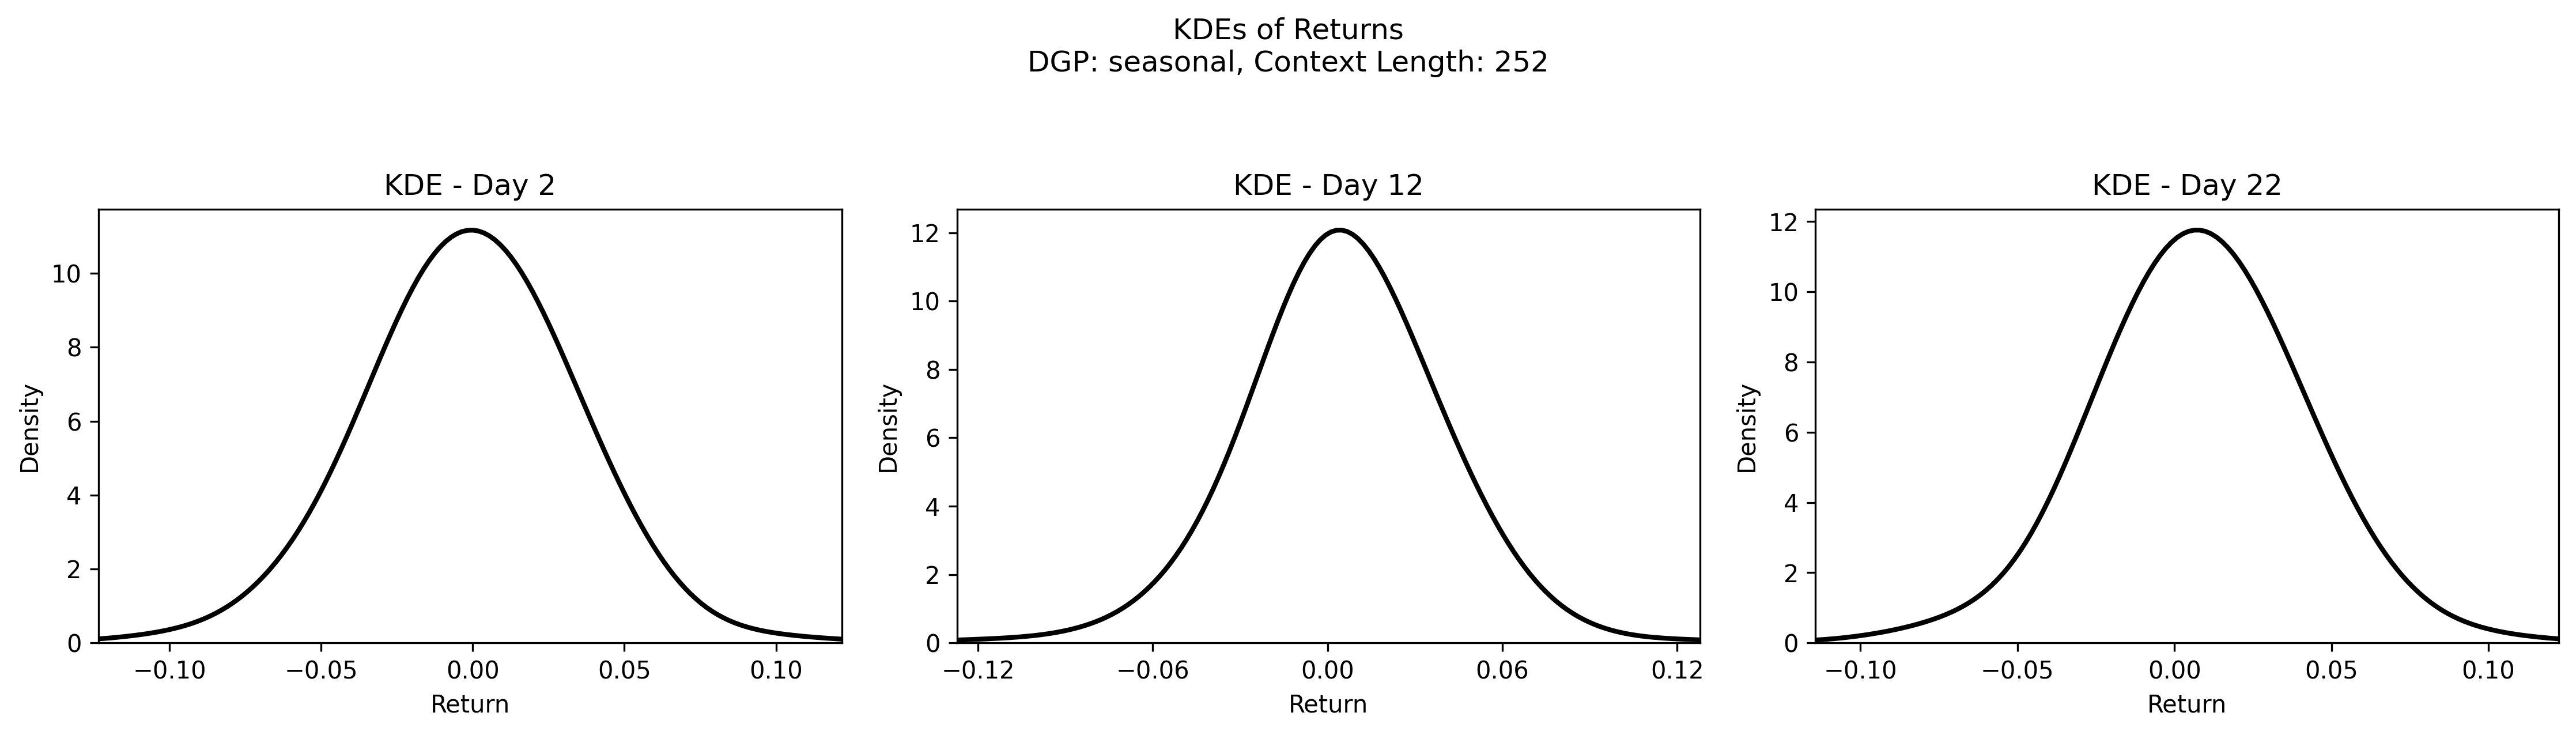 KDEs of Returns
DGP: seasonal, Context Length: 252
KDE - Day 2
Density
10
8
6
4
2
0
−0.10 −0.05 0.00 0.05 0.10
Return
KDE - Day 12
Density
12
10
8
6
4
2
0
−0.12 −0.06 0.00 0.06 0.12
Return
KDE - Day 22
Density
12
10
8
6
4
2
0
−0.10 −0.05 0.00 0.05 0.10
Return